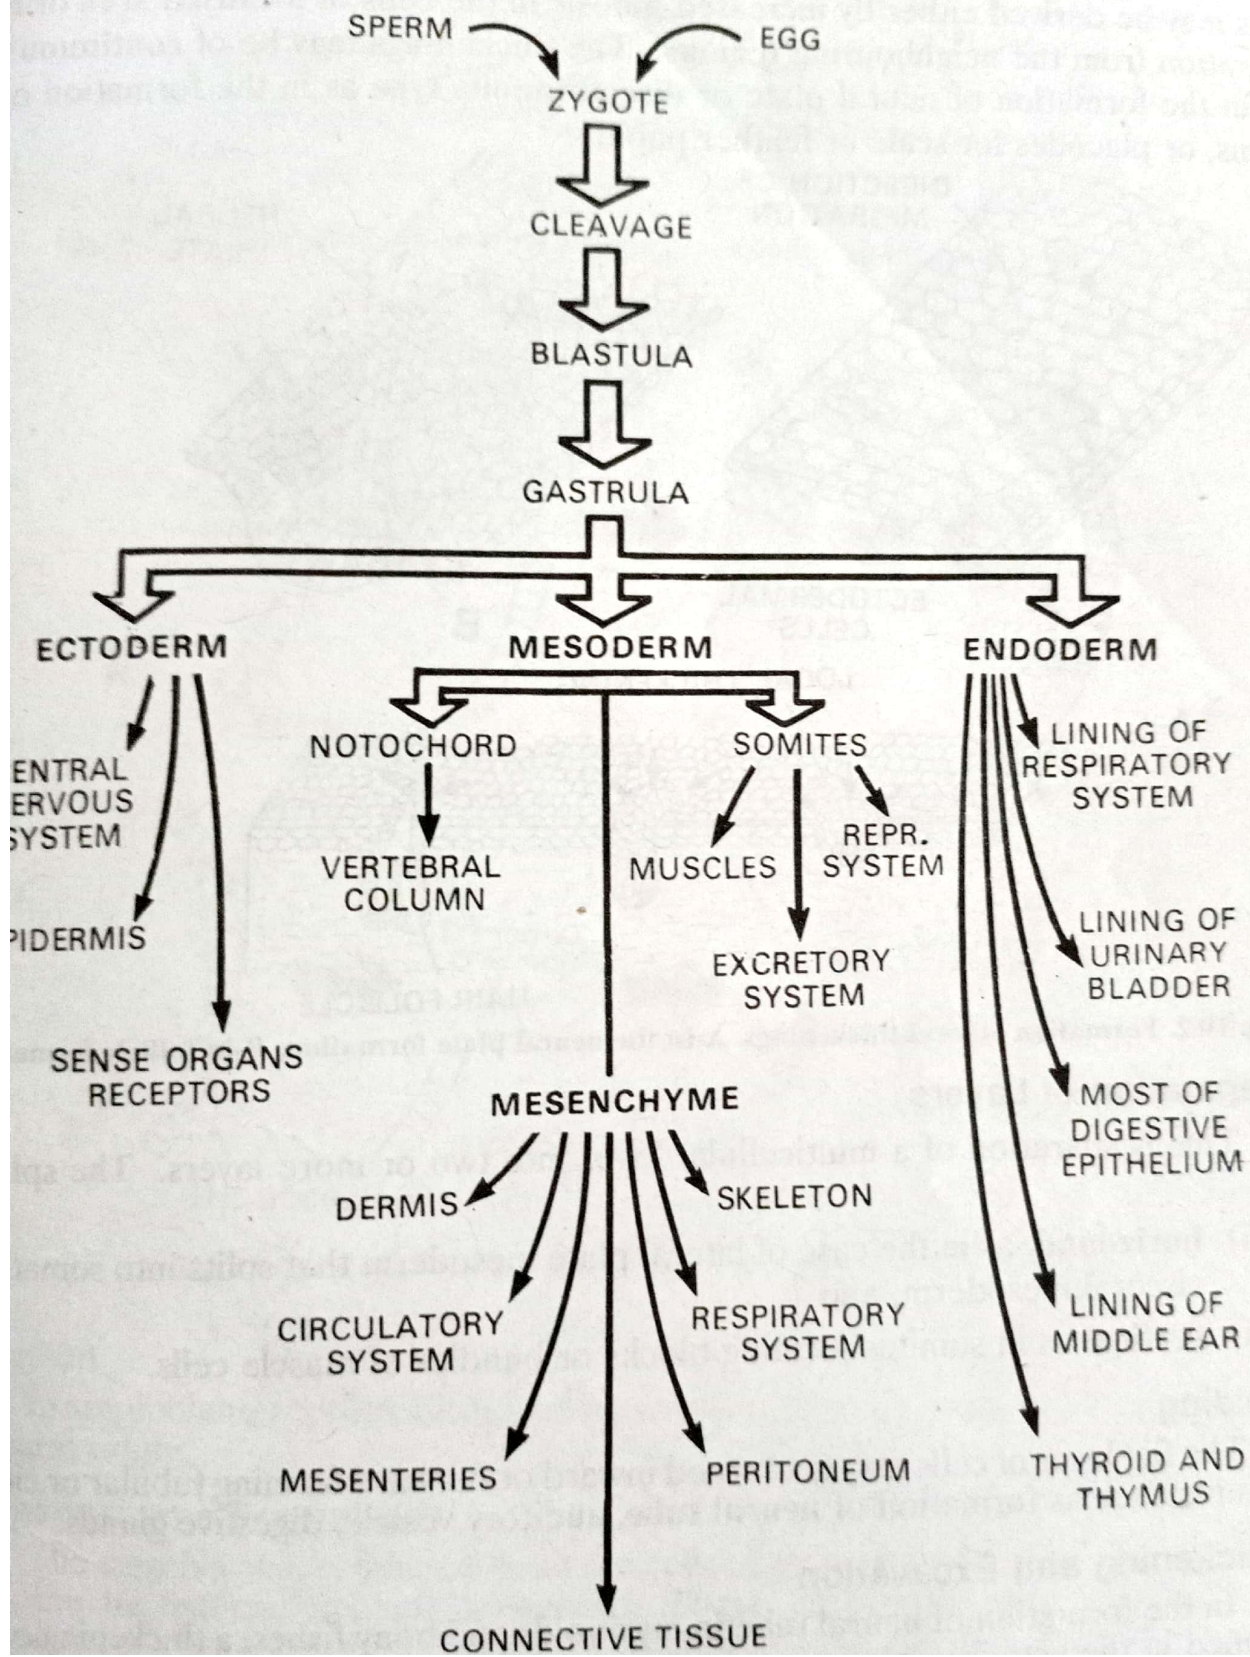 SPERM
EGG
ZYGOTE
CLEAVAGE
BLASTULA
GASTRULA
ECTODERM
MESODERM
ENDODERM
ENTRAL
ERVOUS
SYSTEM
PIDERMIS
SENSE ORGANS
RECEPTORS
NOTOCHORD
VERTEBRAL
COLUMN
SOMITES
MUSCLES
REPR.
SYSTEM
EXCRETORY
SYSTEM
LINING OF
RESPIRATORY
SYSTEM
LINING OF
URINARY
BLADDER
MOST OF
DIGESTIVE
EPITHELIUM
LINING OF
MIDDLE EAR
THYROID AND
THYMUS
MESENCHYME
DERMIS
SKELETON
CIRCULATORY
SYSTEM
RESPIRATORY
SYSTEM
MESENTERIES
PERITONEUM
CONNECTIVE TISSUE